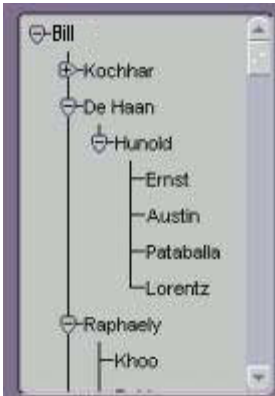 Bill
Kochhar
De Haan
Hunold
Ernst
Austin
Pataballa
Lorentz
Raphaely
Khoo